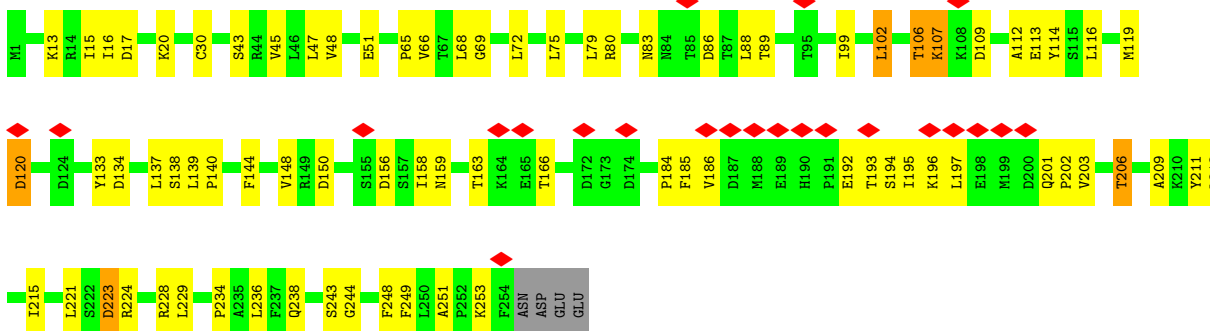 M1 K13 R14 I15 I16 D17 K20 C30 S43 R44 V45 L46 L47 V48 E51 P65 V66 T67 L68 G69 L72 L75 L79 R80 N83 N84 T85 D86 T87 L88 T89 T95 I99 L102 T106 K107 K108 D109 A112 E113 Y114 S115 L116 M119
D120 D124 Y133 D134 L137 S138 L139 P140 F144 V148 R149 D150 S155 D156 S157 I158 N159 T163 K164 E165 T166 D172 G173 D174 P184 F185 V186 D187 M188 E189 H190 P191 E192 T193 S194 I195 K196 L197 E198 M199 D200 Q201 P202 V203 T206 A209 K210 Y211
I215 L221 S222 D223 R224 R228 L229 P234 A235 L236 F237 Q238 S243 G244 F248 F249 L250 A251 P252 K253 F254 ASN ASP GLU GLU